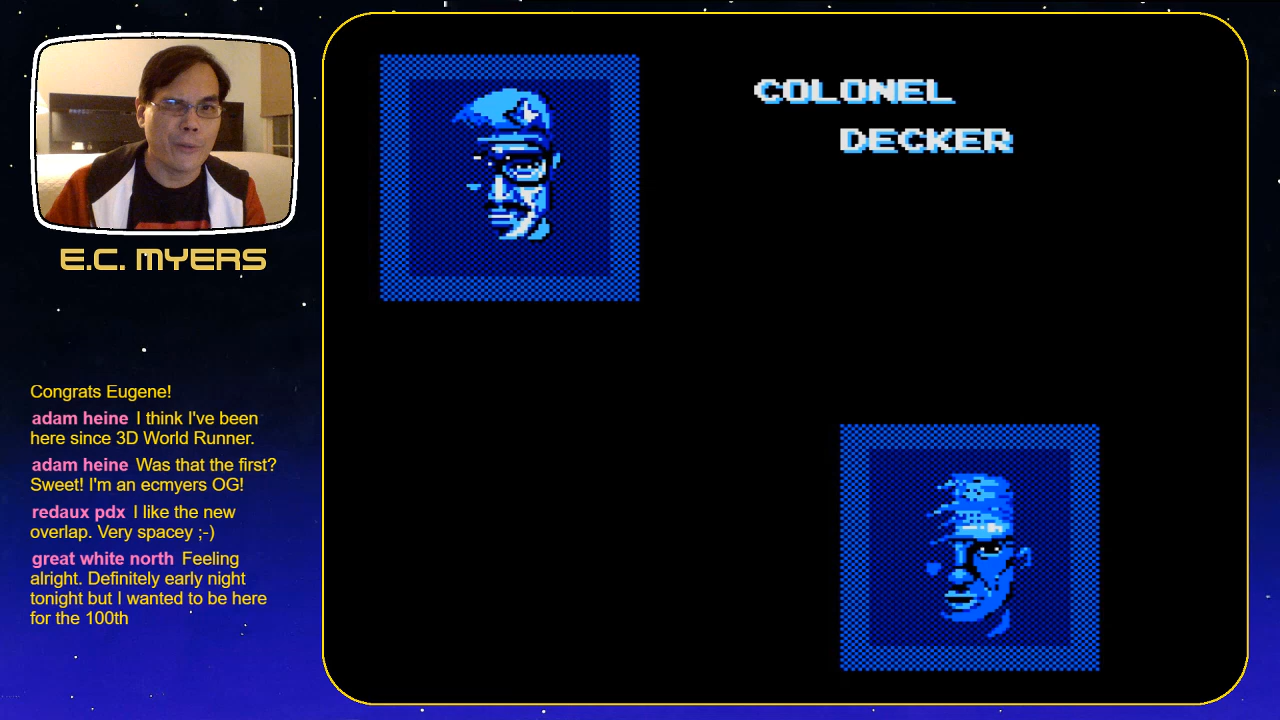 COLONEL
DECKER
E.C. MYERS
Congrats Eugene!
adam heine I think I've been
here since 3D World Runner.
adam heine Was that the first?
Sweet! I'm an ecmyers OG!
redaux pdx I like the new
overlap. Very spacey ;-)
great white north Feeling
alright. Definitely early night
tonight but I wanted to be here
for the 100th